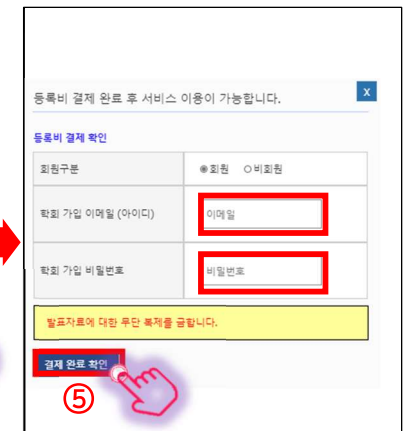 등록비 결제 완료 후 서비스 이용이 가능합니다.
X
등록비 결제 확인
회원구분
회원 비회원
학회 가입 이메일 (아이디)
이메일
학회 가입 비밀번호
비밀번호
발표자료에 대한 무단 복제를 금합니다.
결제 완료 확인
⑤